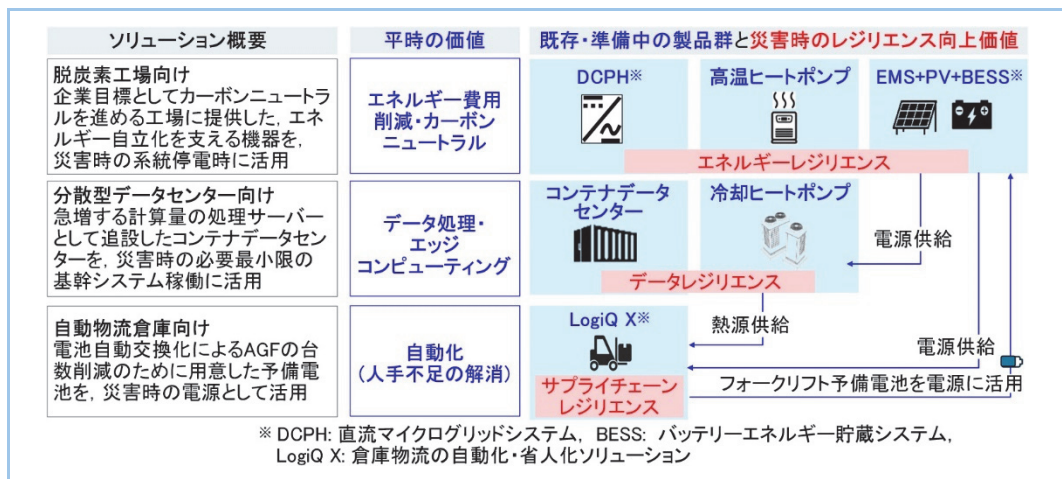 ソリューション概要
平時の価値
既存・準備中の製品群と災害時のレジリエンス向上価値
脱炭素工場向け
企業目標としてカーボンニュートラ
ルを進める工場に提供した，エネ
ルギー自立化を支える機器を，
災害時の系統停電時に活用
エネルギー費用
削減・カーボン
ニュートラル
DCPH※
高温ヒートポンプ
EMS+PV+BESS※
エネルギーレジリエンス
分散型データセンター向け
急増する計算量の処理サーバー
として追設したコンテナデータセン
ターを，災害時の必要最小限の
基幹システム稼働に活用
データ処理・
エッジ
コンピューティング
コンテナデータ
センター
冷却ヒートポンプ
データレジリエンス
電源供給
自動物流倉庫向け
電池自動交換化によるAGFの台
数削減のために用意した予備電
池を，災害時の電源として活用
自動化
(人手不足の解消)
LogiQ X※
サプライチェーン
レジリエンス
熱源供給
電源供給
フォークリフト予備電池を電源に活用
※ DCPH: 直流マイクログリッドシステム， BESS: バッテリーエネルギー貯蔵システム，
LogiQ X: 倉庫物流の自動化・省人化ソリューション